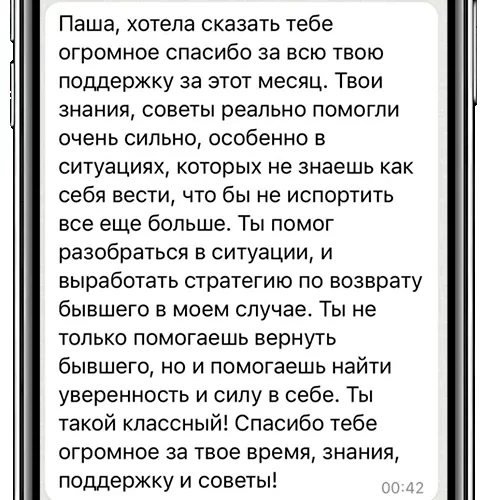 Паша, хотела сказать тебе
огромное спасибо за всю твою
поддержку за этот месяц. Твои
знания, советы реально помогли
очень сильно, особенно в
ситуациях, которых не знаешь как
себя вести, что бы не испортить
все еще больше. Ты помог
разобраться в ситуации, и
выработать стратегию по возврату
бывшего в моем случае. Ты не
только помогаешь вернуть
бывшего, но и помогаешь найти
уверенность и силу в себе. Ты
такой классный! Спасибо тебе
огромное за твое время, знания,
поддержку и советы!
00:42